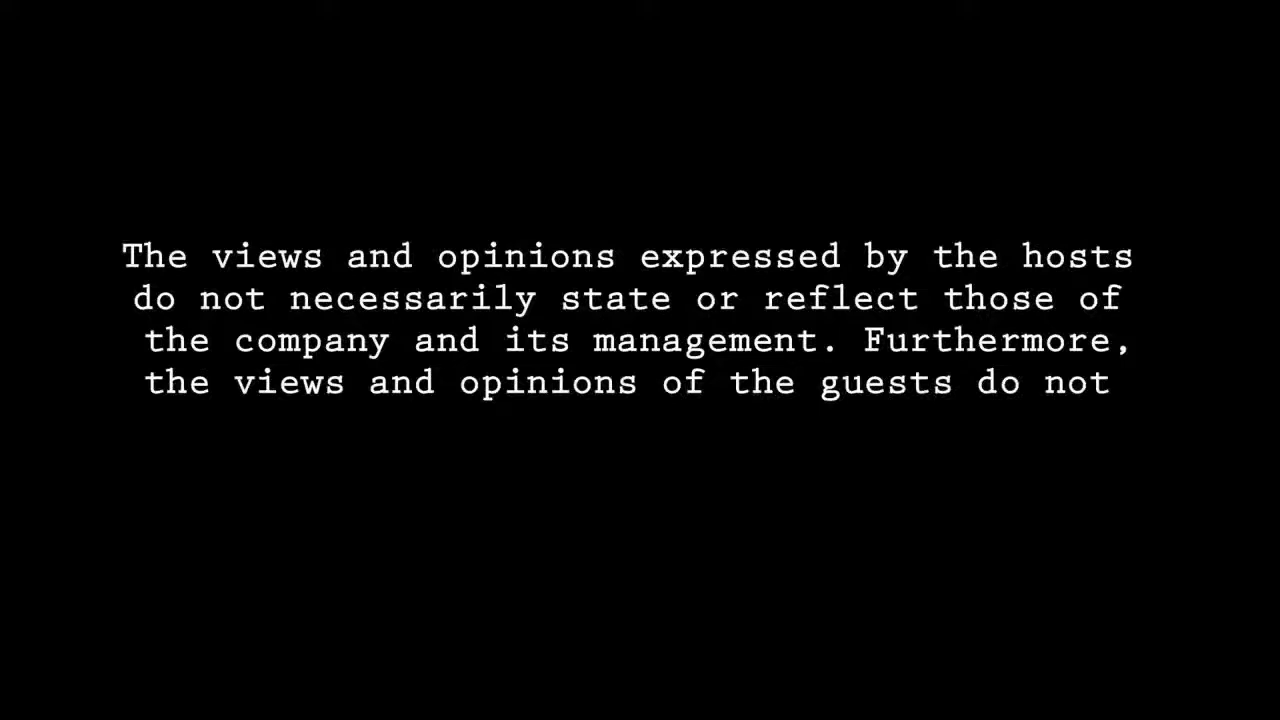 The views and opinions expressed by the hosts
do not necessarily state or reflect those of
the company and its management. Furthermore,
the views and opinions of the guests do not